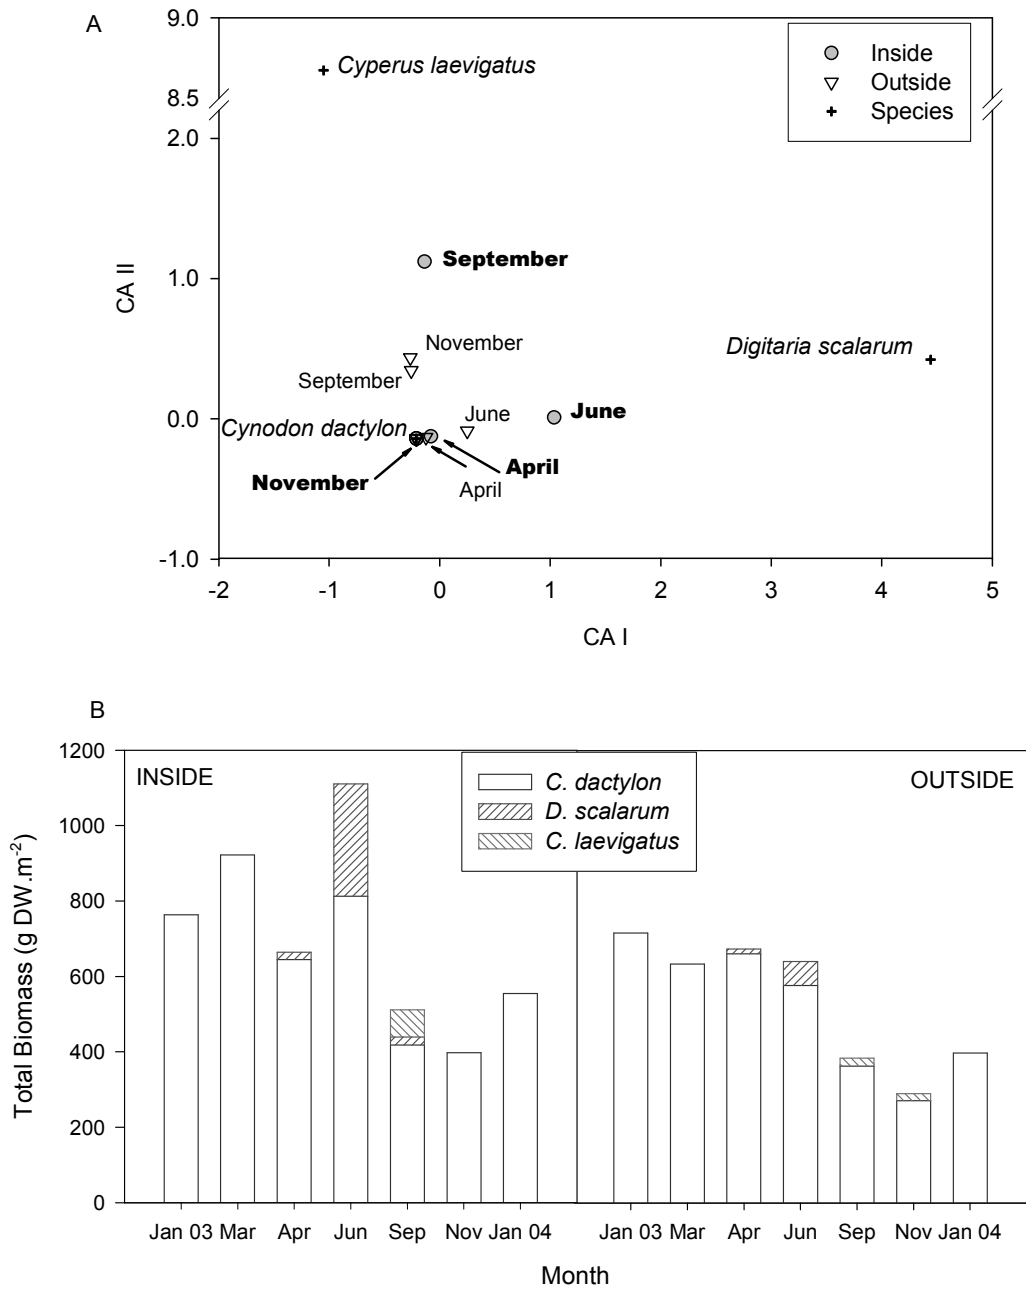 A
9.0
Cyperus laevigatus
Inside
Outside
Species
8.5
2.0
September
1.0
CA II
November
Digitaria scalarum
September
June
June
0.0
Cynodon dactylon
April
November
April
-1.0
-2 -1 0 1 2 3 4 5
CA I
B
1200
INSIDE
C. dactylon
OUTSIDE
D. scalarum
C. laevigatus
1000
800
600
400
200
0
Total Biomass (g DW.m-2)
Jan 03 Mar Apr Jun Sep Nov Jan 04 Jan 03 Mar Apr Jun Sep Nov Jan 04
Month